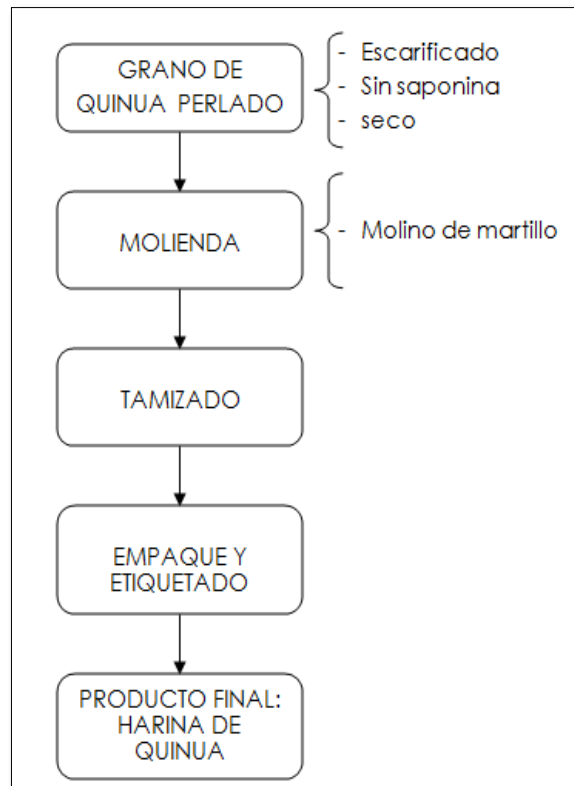 GRANO DE
QUINUA PERLADO
- Escarificado
- Sin saponina
- seco
MOLIENDA
- Molino de martillo
TAMIZADO
EMPAQUE Y
ETIQUETADO
PRODUCTO FINAL:
HARINA DE
QUINUA